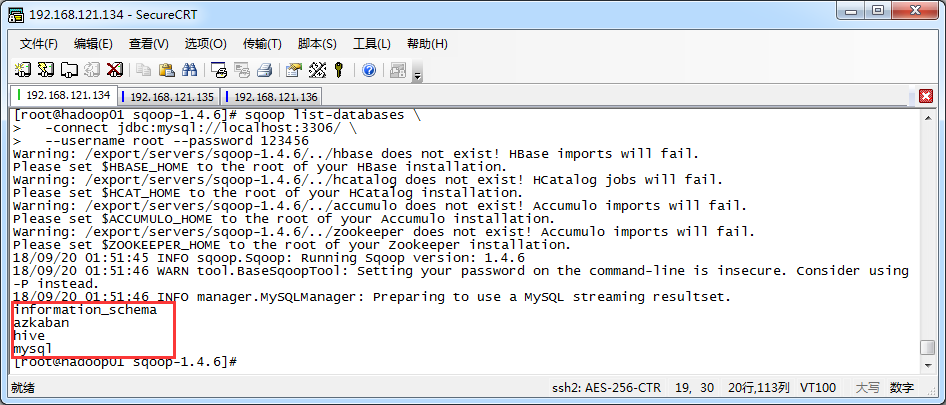 192.168.121.134 - SecureCRT
文件(F) 编辑(E) 查看(V) 选项(O) 传输(T) 脚本(S) 工具(L) 帮助(H)
192.168.121.134 192.168.121.135 192.168.121.136
[root@hadoop01 sqoop-1.4.6]# sqoop list-databases \
> -connect jdbc:mysql://localhost:3306/ \
> --username root --password 123456
Warning: /export/servers/sqoop-1.4.6/../hbase does not exist! HBase imports will fail.
Please set $HBASE_HOME to the root of your HBase installation.
Warning: /export/servers/sqoop-1.4.6/../hcatalog does not exist! HCatalog jobs will fail.
Please set $HCAT_HOME to the root of your HCatalog installation.
Warning: /export/servers/sqoop-1.4.6/../accumulo does not exist! Accumulo imports will fail.
Please set $ACCUMULO_HOME to the root of your Accumulo installation.
Warning: /export/servers/sqoop-1.4.6/../zookeeper does not exist! Accumulo imports will fail.
Please set $ZOOKEEPER_HOME to the root of your Zookeeper installation.
18/09/20 01:51:45 INFO sqoop.Sqoop: Running Sqoop version: 1.4.6
18/09/20 01:51:46 WARN tool.BaseSqoopTool: Setting your password on the command-line is insecure. Consider using
-P instead.
18/09/20 01:51:46 INFO manager.MySQLManager: Preparing to use a MySQL streaming resultset.
information_schema
azkaban
hive
mysql
[root@hadoop01 sqoop-1.4.6]#
就绪 ssh2: AES-256-CTR 19, 30 20行,113列 VT100 大写 数字